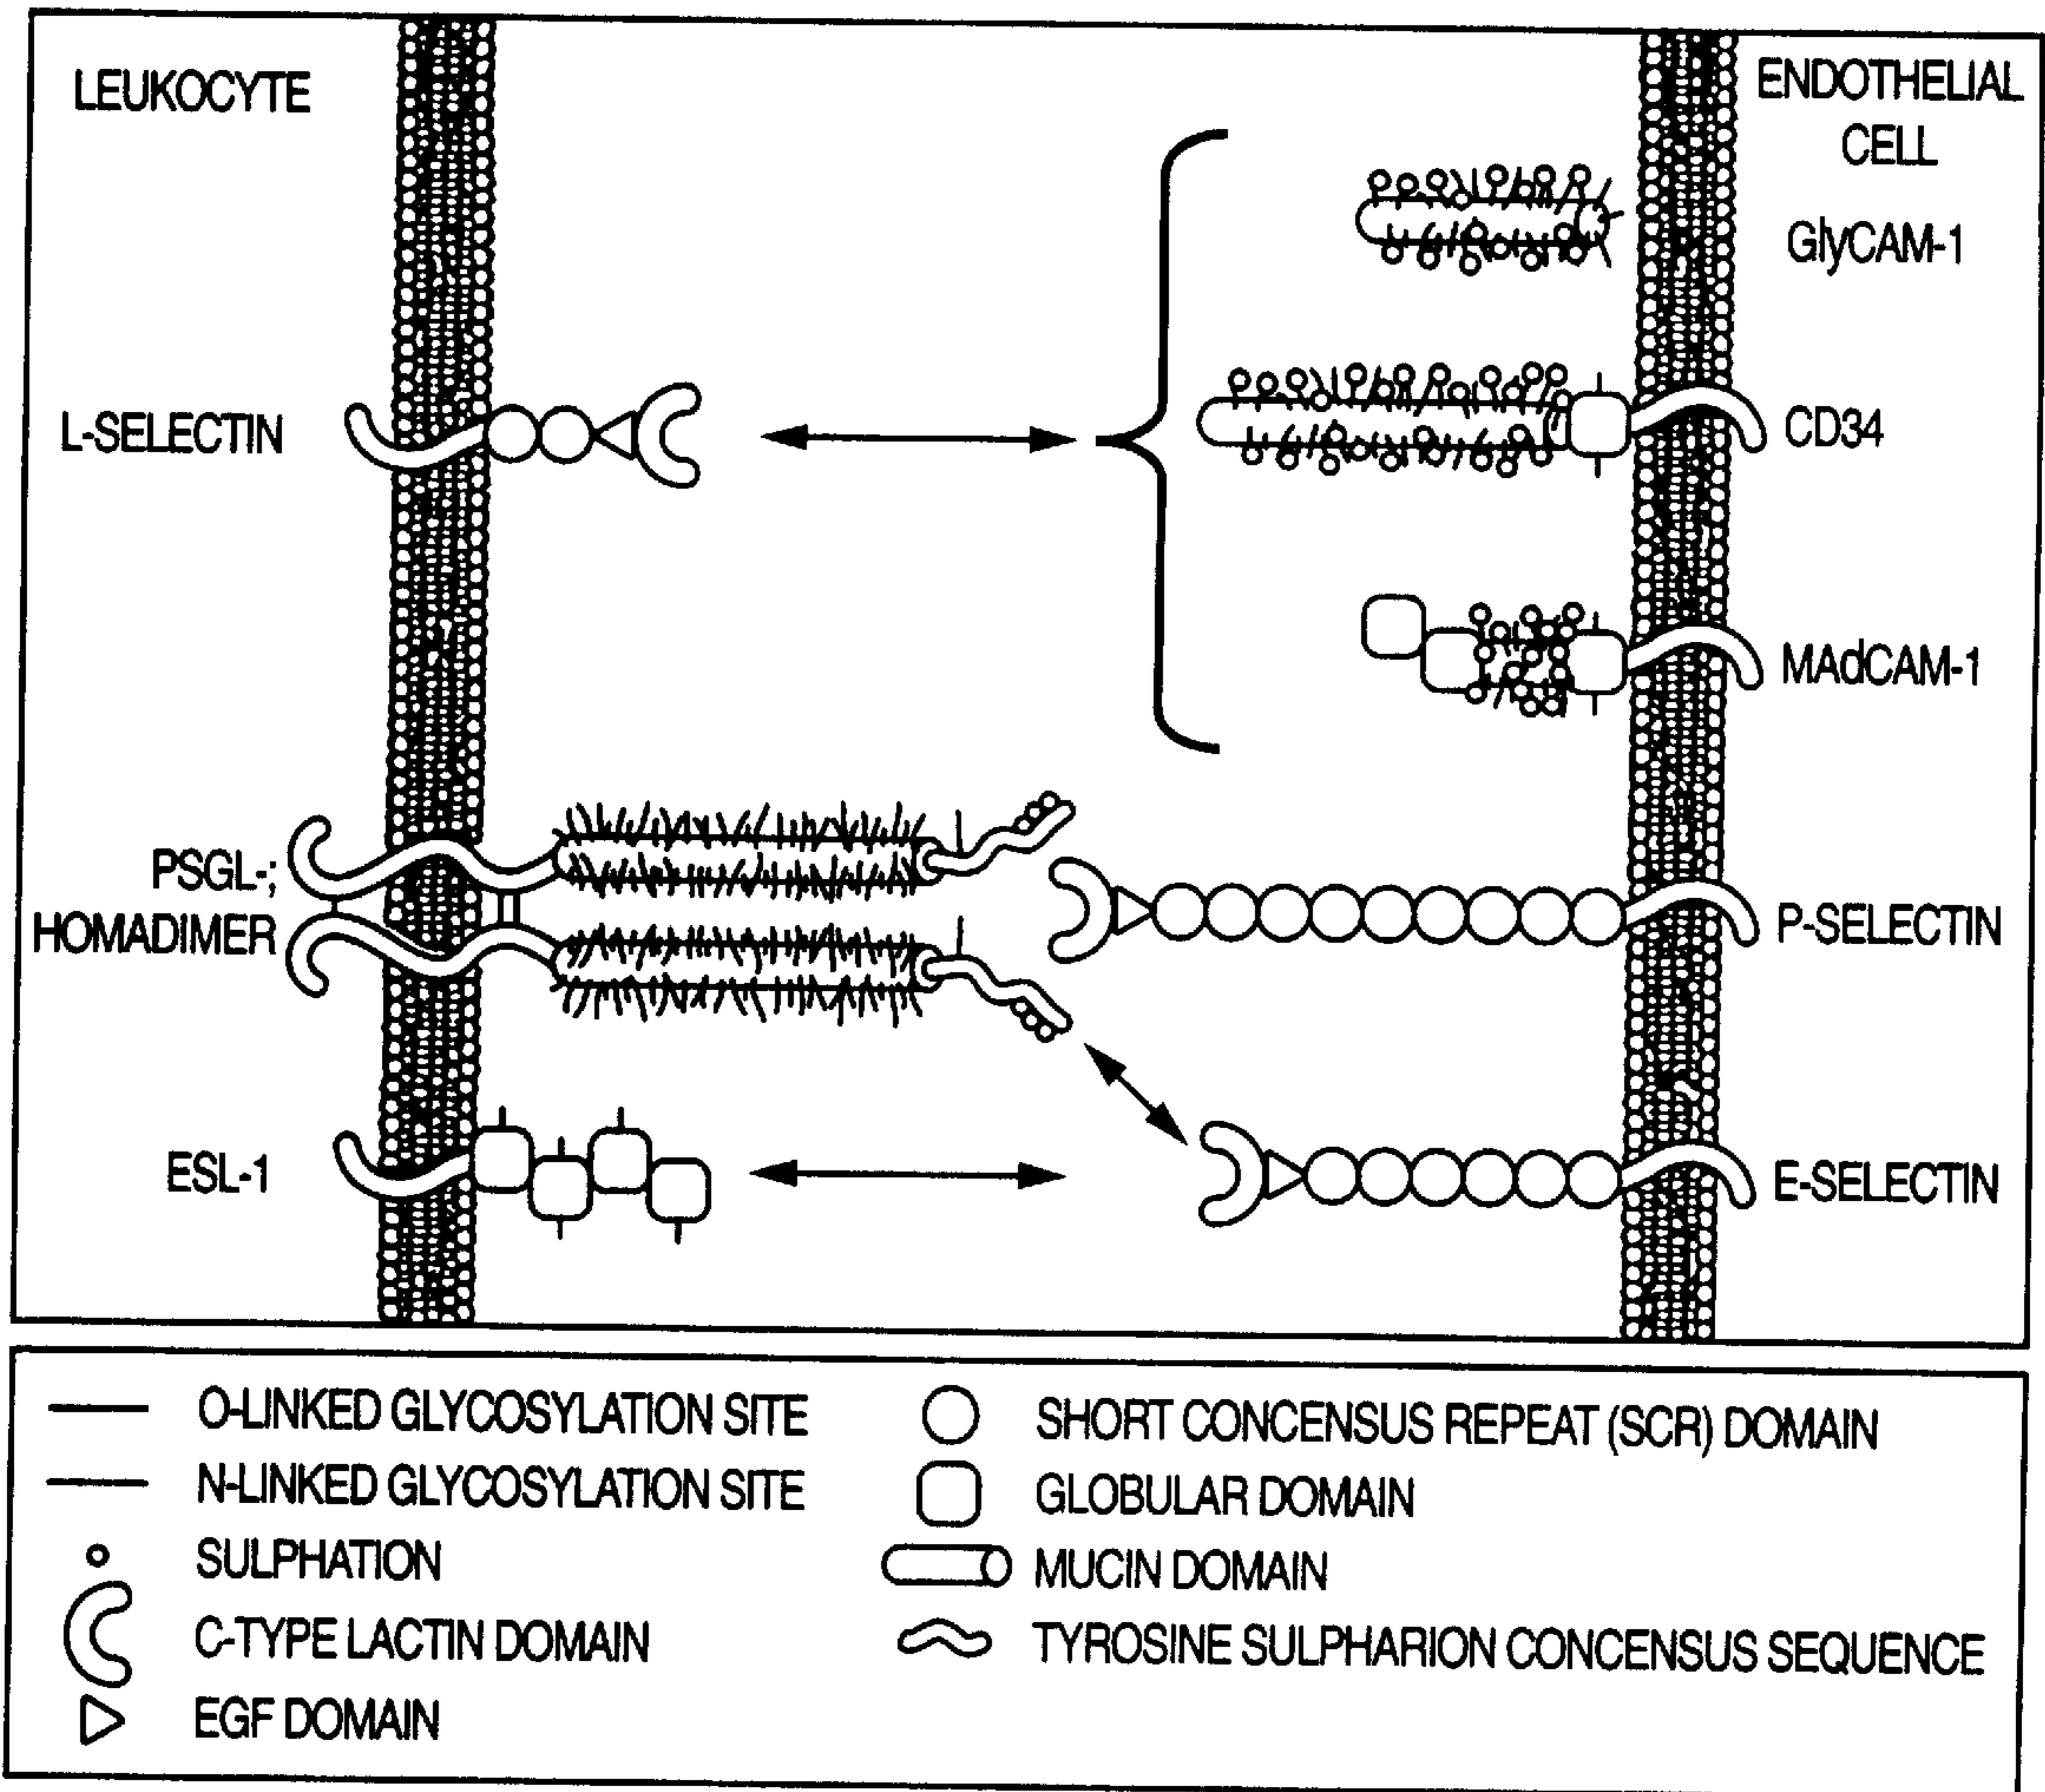 LEUKOCYTE
ENDOTHELIAL
CELL
GlyCAM-1
L-SELECTIN
CD34
MAdCAM-1
PSGL-;
HOMADIMER
P-SELECTIN
ESL-1
E-SELECTIN
O-LINKED GLYCOSYLATION SITE
N-LINKED GLYCOSYLATION SITE
SULPHATION
C-TYPE LACTIN DOMAIN
EGF DOMAIN
SHORT CONCENSUS REPEAT (SCR) DOMAIN
GLOBULAR DOMAIN
MUCIN DOMAIN
TYROSINE SULPHARION CONCENSUS SEQUENCE